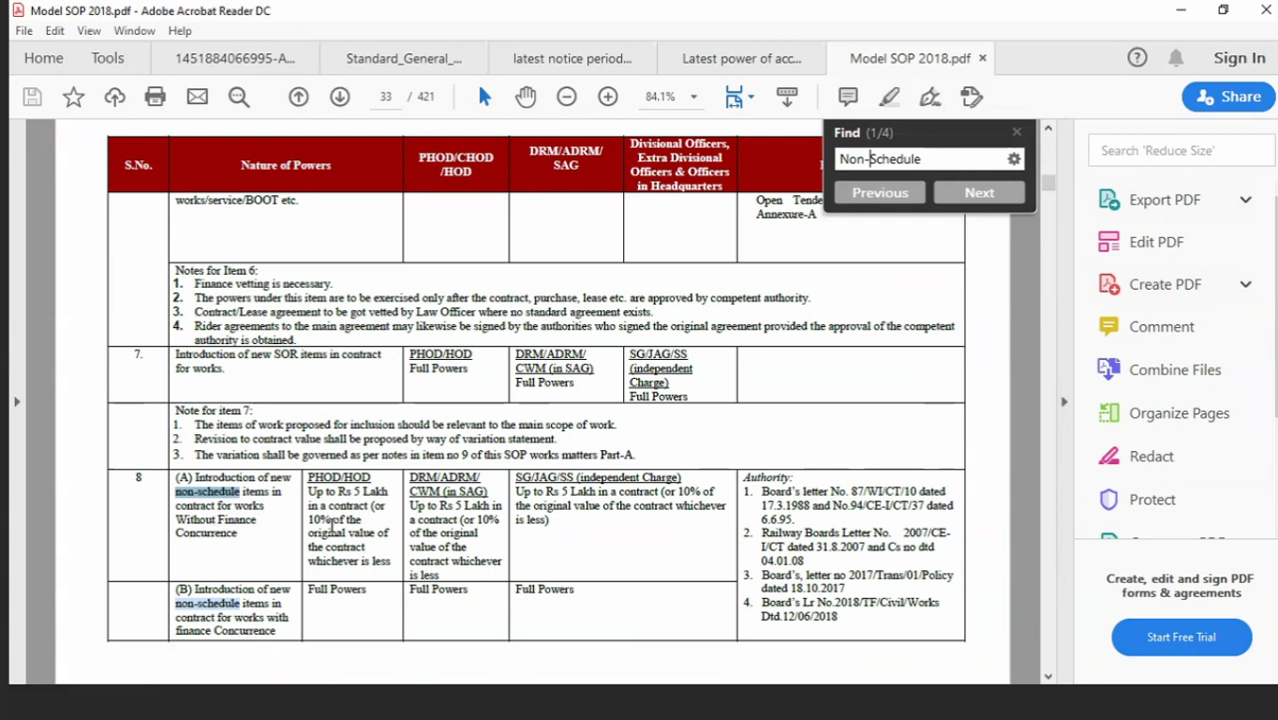 Model SOP 2018.pdf - Adobe Acrobat Reader DC
File Edit View Window Help
Home Tools 1451884066995-A... Standard_General_... latest notice period... Latest power of acc... Model SOP 2018.pdf × Sign In
33 / 421 84.1% Share
Find (1/4)
Non-Schedule
Previous Next
Search 'Reduce Size'
Export PDF
Edit PDF
Create PDF
Comment
Combine Files
Organize Pages
Redact
Protect
Create, edit and sign PDF
forms & agreements
Start Free Trial
S.No.
Nature of Powers
PHOD/CHOD
/HOD
DRM/ADRM/
SAG
Divisional Officers,
Extra Divisional
Officers & Officers
in Headquarters
works/service/BOOT etc.
Open Tende
Annexure-A
Notes for Item 6:
1. Finance vetting is necessary.
2. The powers under this item are to be exercised only after the contract, purchase, lease etc. are approved by competent authority.
3. Contract/Lease agreement to be got vetted by Law Officer where no standard agreement exists.
4. Rider agreements to the main agreement may likewise be signed by the authorities who signed the original agreement provided the approval of the competent
authority is obtained.
7.
Introduction of new SOR items in contract
for works.
PHOD/HOD
Full Powers
DRM/ADRM/
CWM (in SAG)
Full Powers
SG/JAG/SS
(independent
Charge)
Full Powers
Note for item 7:
1. The items of work proposed for inclusion should be relevant to the main scope of work.
2. Revision to contract value shall be proposed by way of variation statement.
3. The variation shall be governed as per notes in item no 9 of this SOP works matters Part-A.
8
(A) Introduction of new
non-schedule items in
contract for works
Without Finance
Concurrence
PHOD/HOD
Up to Rs 5 Lakh
in a contract (or
10% of the
original value of
the contract
whichever is less
DRM/ADRM/
CWM (in SAG)
Up to Rs 5 Lakh in
a contract (or 10%
of the original
value of the
contract whichever
is less
SG/JAG/SS (independent Charge)
Up to Rs 5 Lakh in a contract (or 10% of
the original value of the contract whichever
is less)
Authority:
1. Board's letter No. 87/WI/CT/10 dated
17.3.1988 and No.94/CE-I/CT/37 dated
6.6.95.
2. Railway Boards Letter No. 2007/CE-
I/CT dated 31.8.2007 and Cs no dtd
04.01.08
3. Board's, letter no 2017/Trans/01/Policy
dated 18.10.2017
4. Board's Lr No.2018/TF/Civil/Works
Dtd.12/06/2018
(B) Introduction of new
non-schedule items in
contract for works with
finance Concurrence
Full Powers
Full Powers
Full Powers